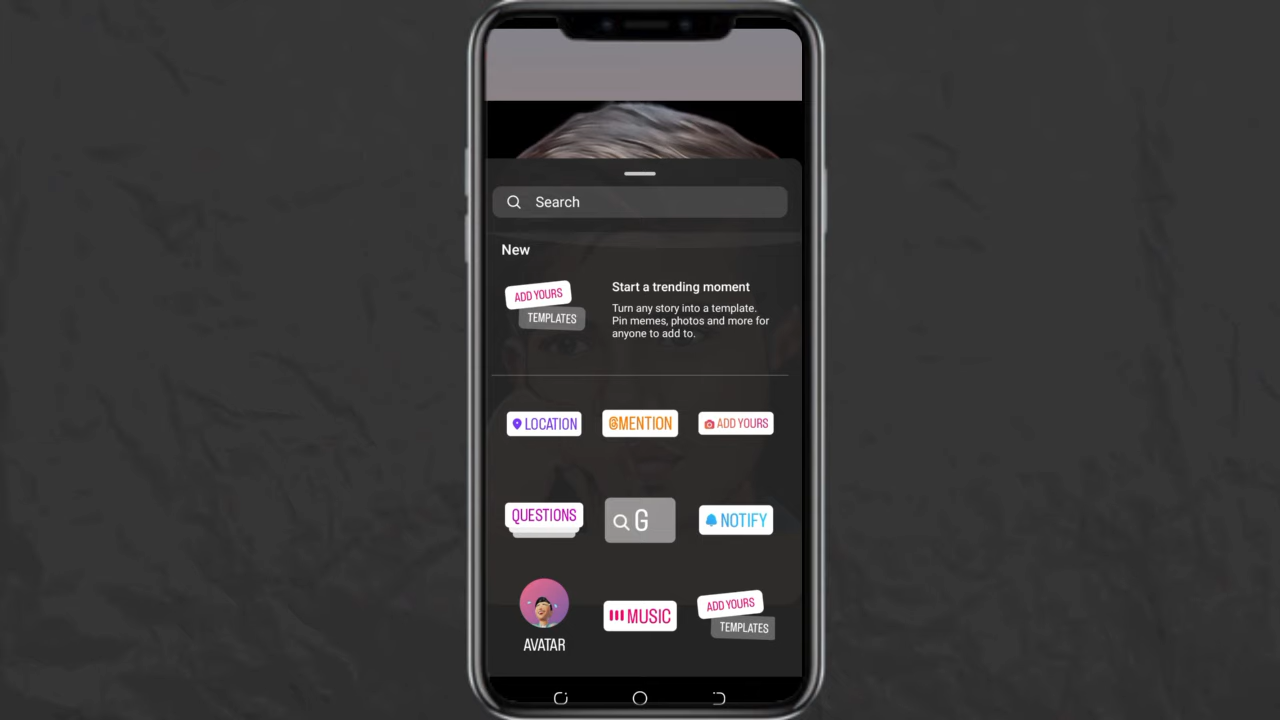 Search
New
ADD YOURS
TEMPLATES
Start a trending moment
Turn any story into a template.
Pin memes, photos and more for
anyone to add to.
LOCATION
@MENTION
ADD YOURS
QUESTIONS
G
NOTIFY
AVATAR
MUSIC
ADD YOURS
TEMPLATES